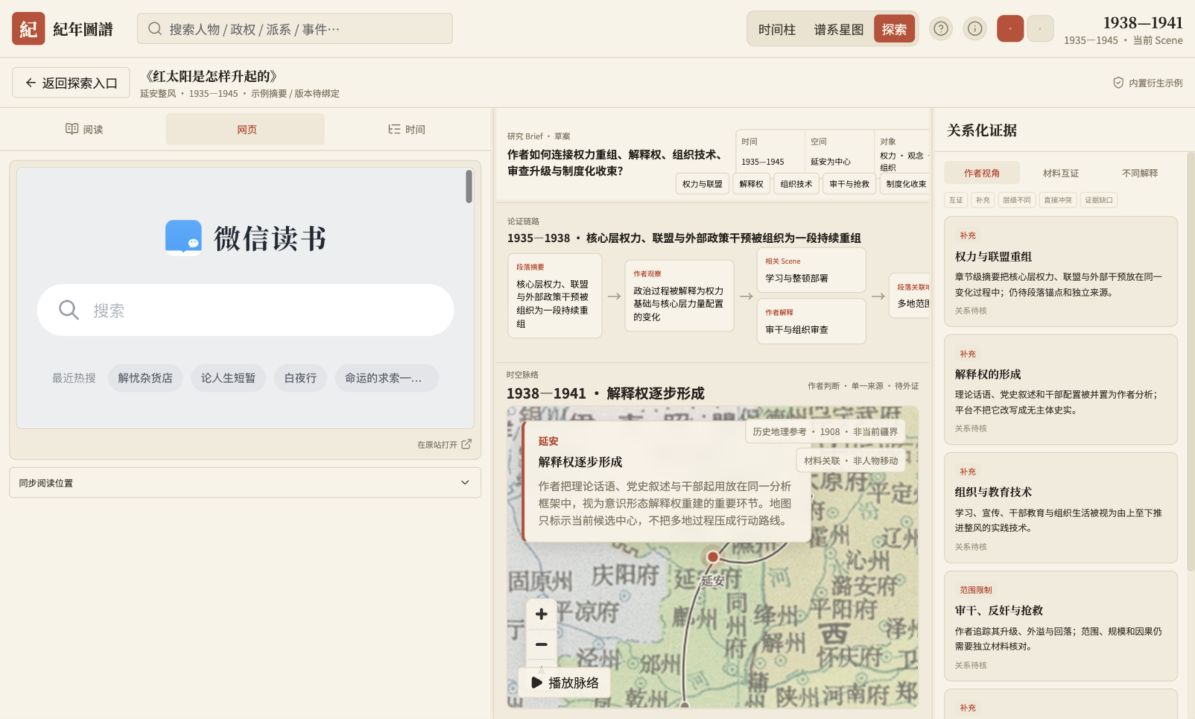 紀
紀年圖譜
搜索人物 / 政权 / 派系 / 事件…
时间柱
谱系星图
探索
1938—1941
1935—1945 · 当前 Scene
返回探索入口
《红太阳是怎样升起的》
延安整风 · 1935—1945 · 示例摘要 / 版本待绑定
内置衍生示例
阅读
网页
时间
微信读书
搜索
最近热搜
解忧杂货店
论人生短暂
白夜行
命运的求索一...
在原站打开
同步阅读位置
研究 Brief · 草案
作者如何连接权力重组、解释权、组织技术、
审查升级与制度化收束?
时间
1935—1945
空间
延安为中心
对象
权力 · 观念 ·
组织
权力与联盟
解释权
组织技术
审干与抢救
制度化收束
论证链路
1935—1938 · 核心层权力、联盟与外部政策干预被组织为一段持续重组
段落摘要
核心层权力、联盟
与外部政策干预被
组织为一段持续重
组
作者观察
政治过程被解释为权力
基础与核心层力量配置
的变化
相关 Scene
学习与整顿部署
作者解释
审干与组织审查
段落关联地
多地范围
时空脉络
1938—1941 · 解释权逐步形成
作者判断 · 单一来源 · 待外证
历史地理参考 · 1908 · 非当前疆界
材料关联 · 非人物移动
延安
解释权逐步形成
作者把理论话语、党史叙述与干部起用放在同一分析
框架中，视为意识形态解释权重建的重要环节。地图
只标示当前候选中心，不把多地过程压成行动路线。
太原府
平定
辽州
霍州
沁州
固原州
庆阳府
延安府
延安
汾
河
潞安府
平凉府
鄜州
同州府
绛州
平阳府
泽
解州
西
怀庆府
泾州
邠州
蒲
乾州
陕州
河南府
郑
+
−
播放脉络
关系化证据
作者视角
材料互证
不同解释
互证
补充
层级不同
直接冲突
证据缺口
补充
权力与联盟重组
章节级摘要把核心层权力、联盟与外部干预放在同一
变化过程中；仍待段落锚点和独立来源。
关系待核
补充
解释权的形成
理论话语、党史叙述和干部配置被并置为作者分析；
平台不把它改写成无主体史实。
关系待核
补充
组织与教育技术
学习、宣传、干部教育与组织生活被视为由上至下推
进整风的实践技术。
关系待核
范围限制
审干、反奸与抢救
作者追踪其升级、外溢与回落；范围、规模和因果仍
需要独立材料核对。
关系待核
补充